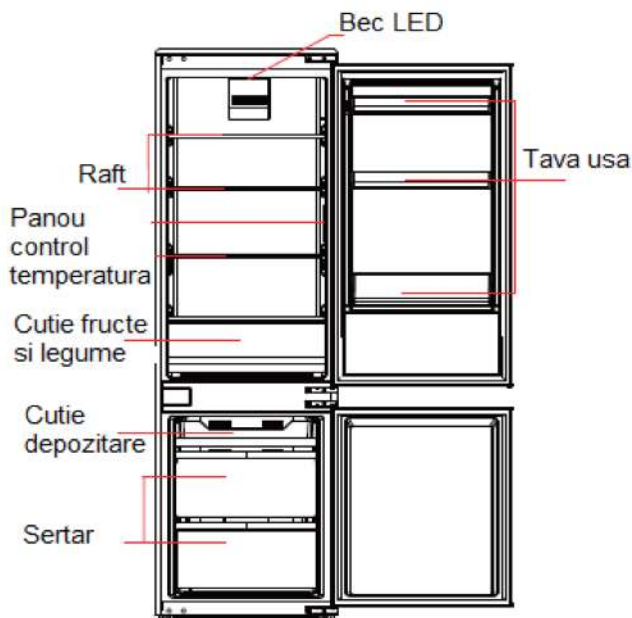 Bec LED
Raft
Tava usa
Panou
control
temperatura
Cutie fructe
si legume
Cutie
depozitare
Sertar